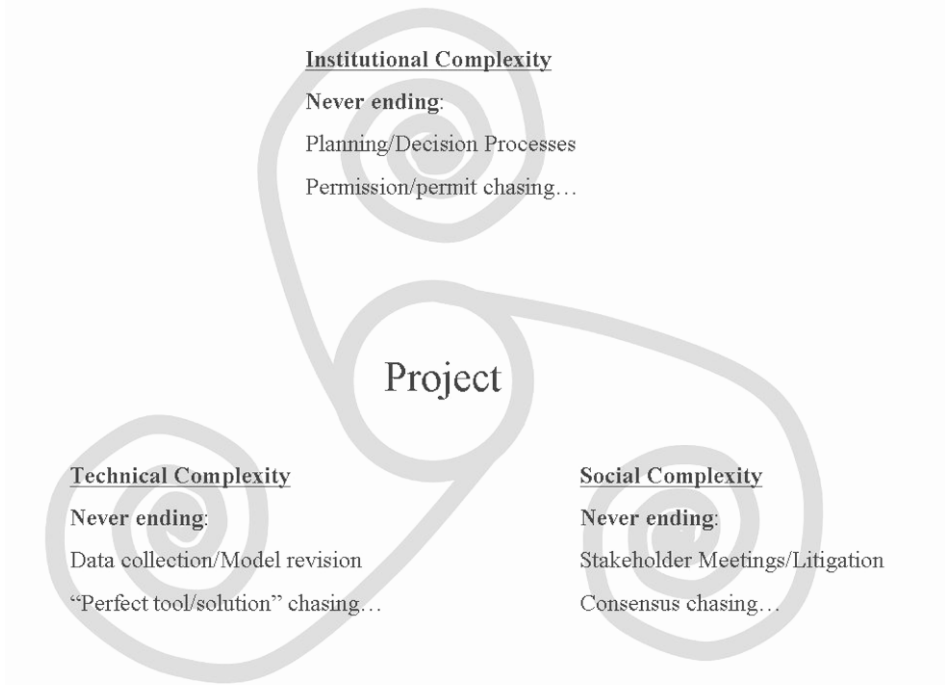 Institutional Complexity
Never ending:
Planning/Decision Processes
Permission/permit chasing…
Project
Technical Complexity
Never ending:
Data collection/Model revision
“Perfect tool/solution” chasing…
Social Complexity
Never ending:
Stakeholder Meetings/Litigation
Consensus chasing…